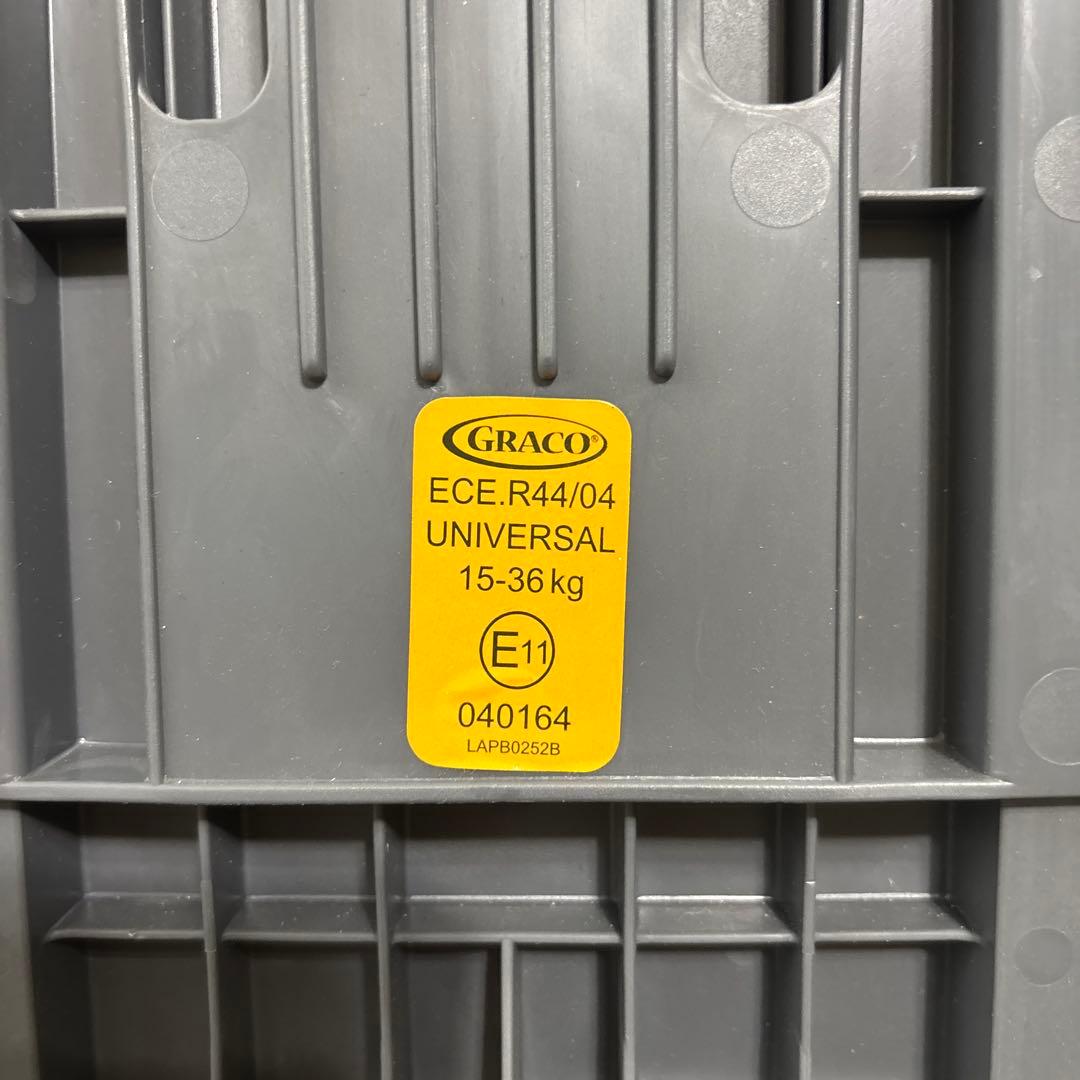 GRACO®
ECE.R44/04
UNIVERSAL
15-36 kg
E11
040164
LAPB0252B